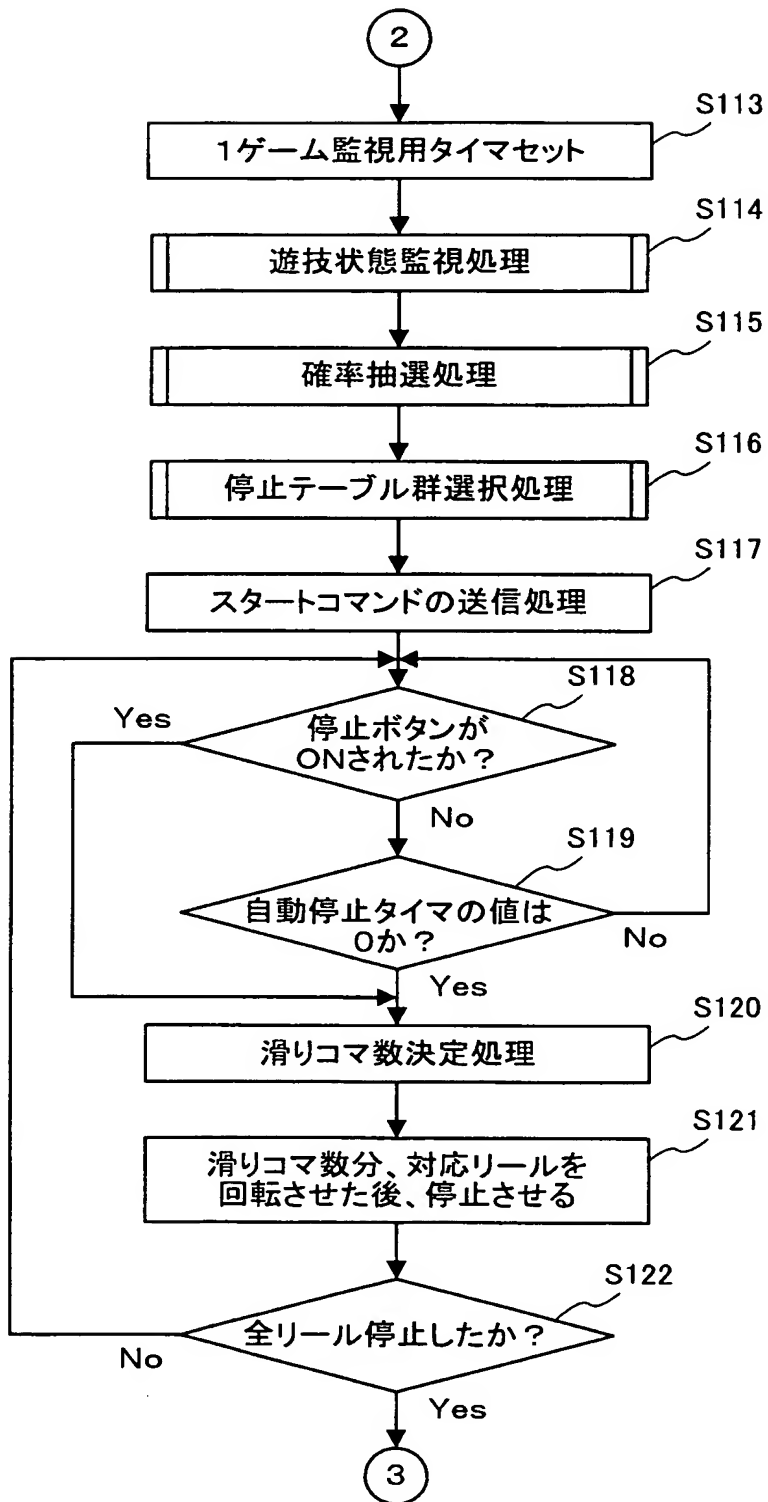 2
S113
1ゲーム監視用タイマセット
S114
遊技状態監視処理
S115
確率抽選処理
S116
停止テーブル群選択処理
S117
スタートコマンドの送信処理
S118
停止ボタンが
ONされたか？
Yes
No
S119
自動停止タイマの値は
0か？
No
Yes
S120
滑りコマ数決定処理
S121
滑りコマ数分、対応リールを
回転させた後、停止させる
S122
全リール停止したか？
No
Yes
3